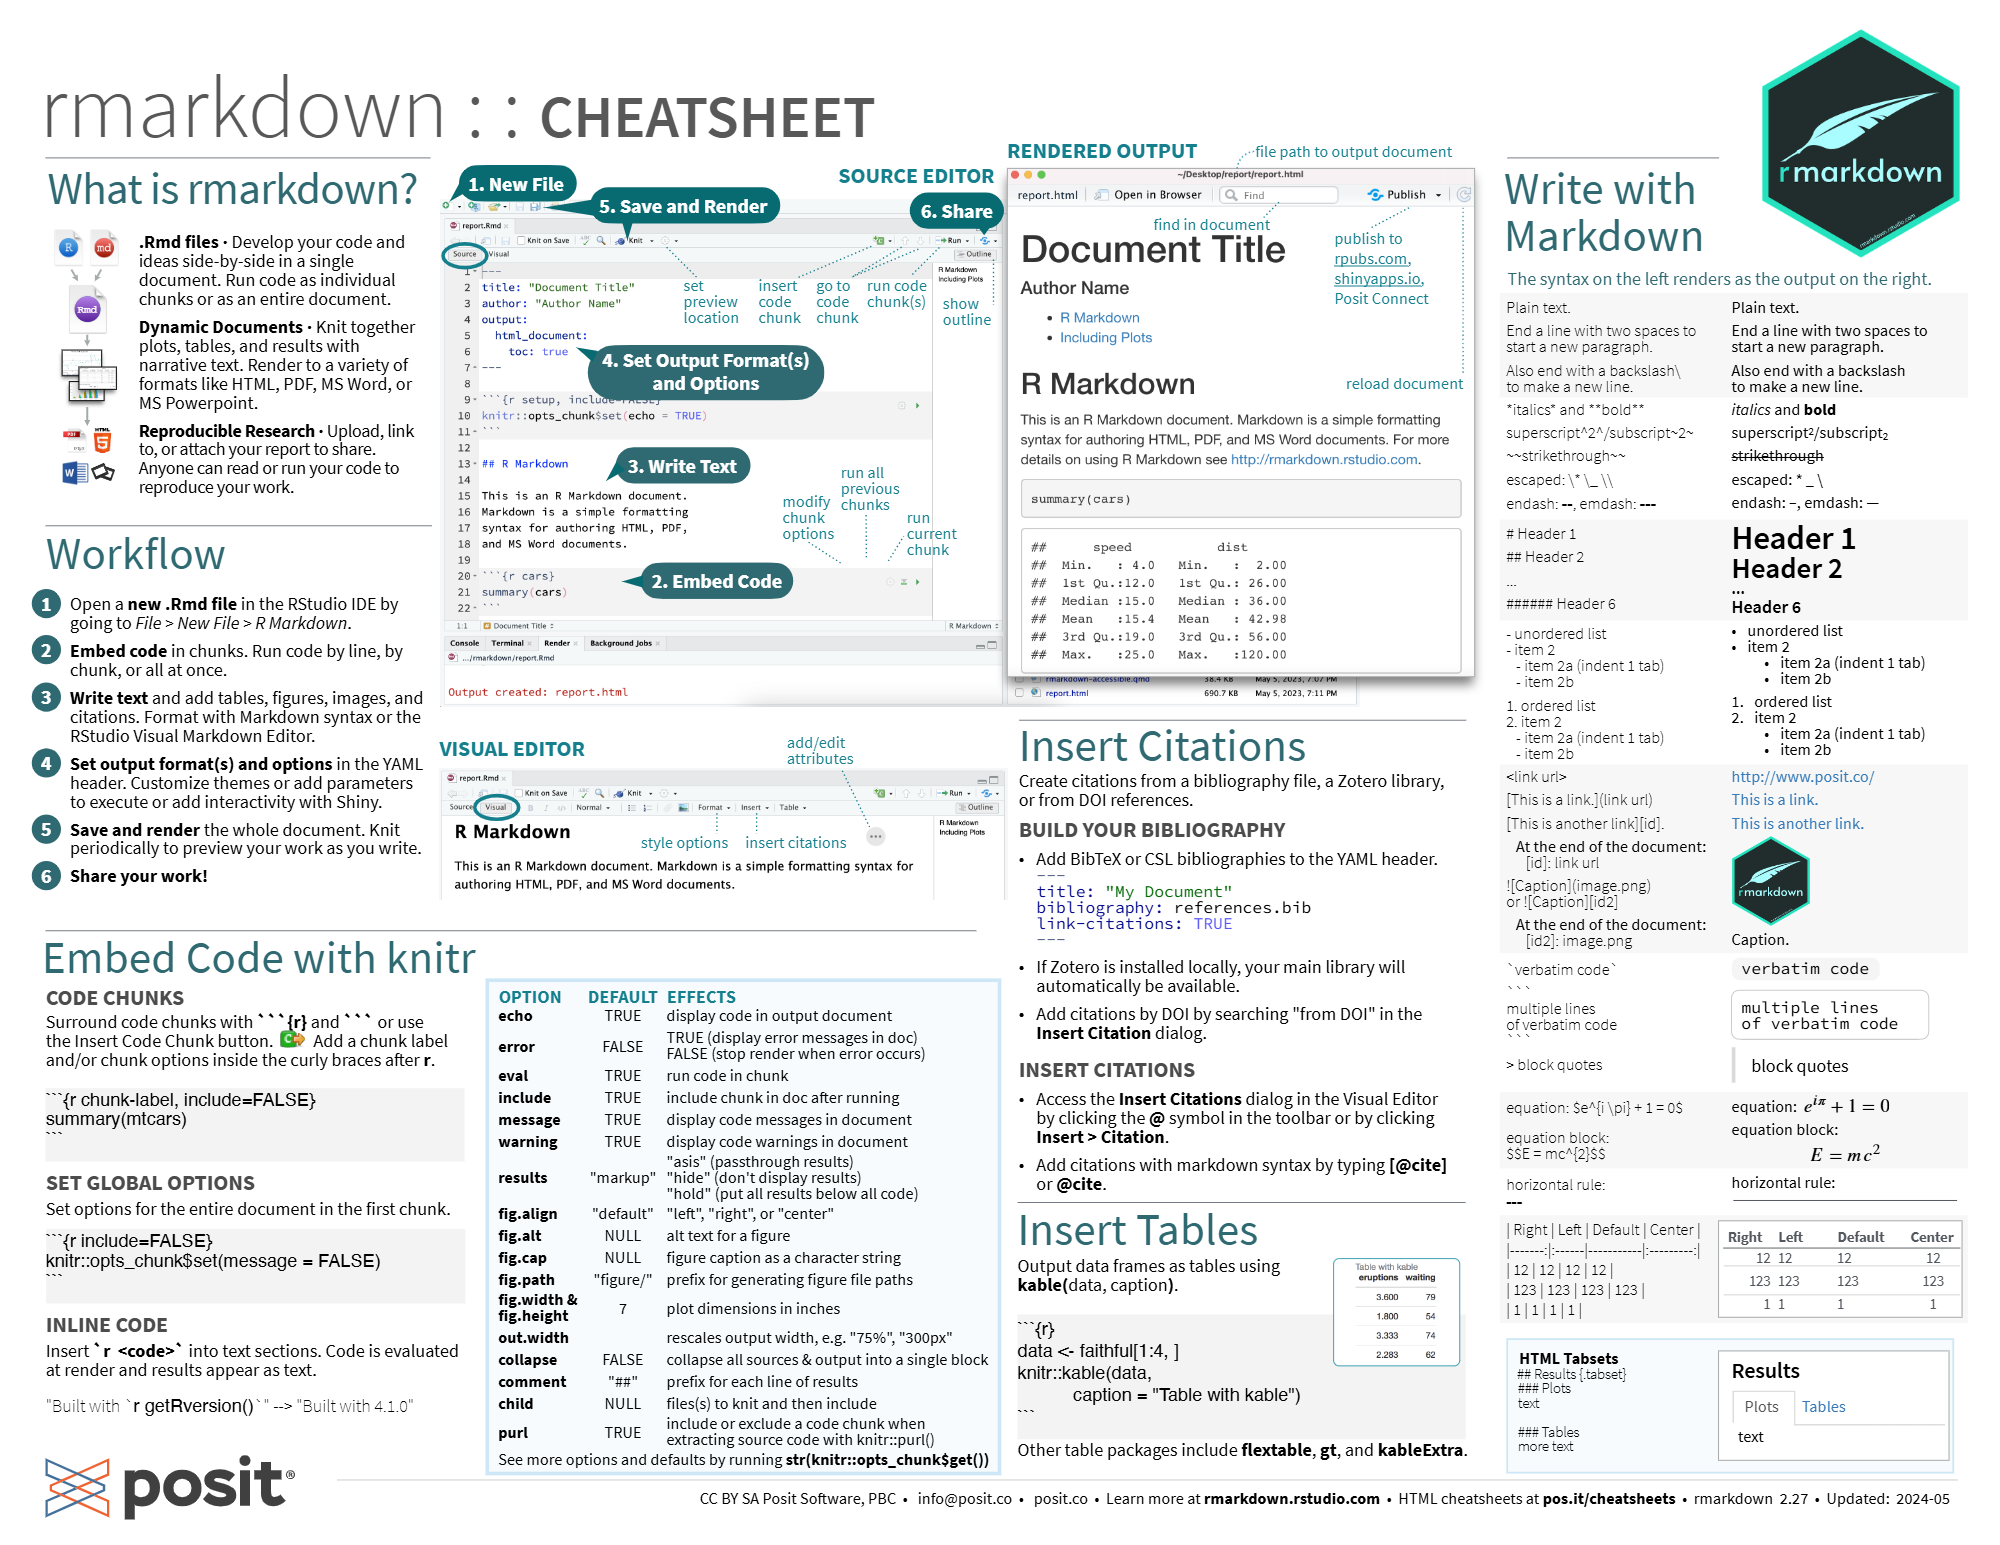 rmarkdown : : CHEATSHEET
What is rmarkdown?
.Rmd files · Develop your code and
ideas side-by-side in a single
document. Run code as individual
chunks or as an entire document.
Dynamic Documents · Knit together
plots, tables, and results with
narrative text. Render to a variety of
formats like HTML, PDF, MS Word, or
MS Powerpoint.
Reproducible Research · Upload, link
to, or attach your report to share.
Anyone can read or run your code to
reproduce your work.
R
md
Rmd
PDF
HTML
W
Workflow
1 Open a new .Rmd file in the RStudio IDE by
going to File > New File > R Markdown.
2 Embed code in chunks. Run code by line, by
chunk, or all at once.
3 Write text and add tables, figures, images, and
citations. Format with Markdown syntax or the
RStudio Visual Markdown Editor.
4 Set output format(s) and options in the YAML
header. Customize themes or add parameters
to execute or add interactivity with Shiny.
5 Save and render the whole document. Knit
periodically to preview your work as you write.
6 Share your work!
SOURCE EDITOR
1. New File
5. Save and Render
6. Share
report.Rmd
Knit on Save
Knit
Run
Source
Visual
Outline
R Markdown
Including Plots
set
preview
location
insert
code
chunk
go to
code
chunk
run code
chunk(s)
show
outline
1 ---
2 title: "Document Title"
3 author: "Author Name"
4 output:
5 html_document:
6 toc: true
7 ---
8
4. Set Output Format(s)
and Options
9 ```{r setup, include=FALSE}
10 knitr::opts_chunk$set(echo = TRUE)
11 ```
12
13 ## R Markdown
14
3. Write Text
15 This is an R Markdown document.
16 Markdown is a simple formatting
17 syntax for authoring HTML, PDF,
18 and MS Word documents.
19
modify
chunk
options
run all
previous
chunks
run
current
chunk
20 ```{r cars}
21 summary(cars)
22 ```
2. Embed Code
1:1 Document Title
R Markdown
Console Terminal Render Background Jobs
.../rmarkdown/report.Rmd
Output created: report.html
RENDERED OUTPUT
file path to output document
~/Desktop/report/report.html
report.html Open in Browser Find Publish
find in document
publish to
rpubs.com,
shinyapps.io,
Posit Connect
reload document
Document Title
Author Name
• R Markdown
• Including Plots
R Markdown
This is an R Markdown document. Markdown is a simple formatting
syntax for authoring HTML, PDF, and MS Word documents. For more
details on using R Markdown see http://rmarkdown.rstudio.com.
summary(cars)
## speed dist
## Min. : 4.0 Min. : 2.00
## 1st Qu.:12.0 1st Qu.: 26.00
## Median :15.0 Median : 36.00
## Mean :15.4 Mean : 42.98
## 3rd Qu.:19.0 3rd Qu.: 56.00
## Max. :25.0 Max. :120.00
rmarkdown-accessible.qmd 38.4 KB May 5, 2023, 7:07 PM
report.html 690.7 KB May 5, 2023, 7:11 PM
VISUAL EDITOR
add/edit
attributes
report.Rmd
Knit on Save
Knit
Run
Source
Visual
Normal
Format
Insert
Table
Outline
R Markdown
Including Plots
style options
insert citations
R Markdown
This is an R Markdown document. Markdown is a simple formatting syntax for
authoring HTML, PDF, and MS Word documents.
Embed Code with knitr
CODE CHUNKS
Surround code chunks with ```{r} and ``` or use
the Insert Code Chunk button. Add a chunk label
and/or chunk options inside the curly braces after r.
```{r chunk-label, include=FALSE}
summary(mtcars)
```
SET GLOBAL OPTIONS
Set options for the entire document in the first chunk.
```{r include=FALSE}
knitr::opts_chunk$set(message = FALSE)
```
INLINE CODE
Insert `r <code>` into text sections. Code is evaluated
at render and results appear as text.
"Built with `r getRversion()`" --> "Built with 4.1.0"
OPTION DEFAULT EFFECTS
echo TRUE display code in output document
error FALSE TRUE (display error messages in doc)
FALSE (stop render when error occurs)
eval TRUE run code in chunk
include TRUE include chunk in doc after running
message TRUE display code messages in document
warning TRUE display code warnings in document
results "markup" "asis" (passthrough results)
"hide" (don't display results)
"hold" (put all results below all code)
fig.align "default" "left", "right", or "center"
fig.alt NULL alt text for a figure
fig.cap NULL figure caption as a character string
fig.path "figure/" prefix for generating figure file paths
fig.width &
fig.height 7 plot dimensions in inches
out.width rescales output width, e.g. "75%", "300px"
collapse FALSE collapse all sources & output into a single block
comment "##" prefix for each line of results
child NULL files(s) to knit and then include
purl TRUE include or exclude a code chunk when
extracting source code with knitr::purl()
See more options and defaults by running str(knitr::opts_chunk$get())
Insert Citations
Create citations from a bibliography file, a Zotero library,
or from DOI references.
BUILD YOUR BIBLIOGRAPHY
• Add BibTeX or CSL bibliographies to the YAML header.
---
title: "My Document"
bibliography: references.bib
link-citations: TRUE
---
• If Zotero is installed locally, your main library will
automatically be available.
• Add citations by DOI by searching "from DOI" in the
Insert Citation dialog.
INSERT CITATIONS
• Access the Insert Citations dialog in the Visual Editor
by clicking the @ symbol in the toolbar or by clicking
Insert > Citation.
• Add citations with markdown syntax by typing [@cite]
or @cite.
Insert Tables
Output data frames as tables using
kable(data, caption).
```{r}
data <- faithful[1:4, ]
knitr::kable(data,
caption = "Table with kable")
```
Table with kable
eruptions waiting
3.600 79
1.800 54
3.333 74
2.283 62
Other table packages include flextable, gt, and kableExtra.
Write with
Markdown
rmarkdown
rmarkdown.rstudio.com
The syntax on the left renders as the output on the right.
Plain text.
Plain text.
End a line with two spaces to
start a new paragraph.
End a line with two spaces to
start a new paragraph.
Also end with a backslash\
to make a new line.
Also end with a backslash
to make a new line.
*italics* and **bold**
italics and bold
superscript^2^/subscript~2~
superscript²/subscript₂
~~strikethrough~~
strikethrough
escaped: \* \_ \\
escaped: * _ \
endash: --, emdash: ---
endash: –, emdash: —
# Header 1
## Header 2
...
###### Header 6
Header 1
Header 2
...
Header 6
- unordered list
- item 2
- item 2a (indent 1 tab)
- item 2b
• unordered list
• item 2
• item 2a (indent 1 tab)
• item 2b
1. ordered list
2. item 2
- item 2a (indent 1 tab)
- item 2b
1. ordered list
2. item 2
• item 2a (indent 1 tab)
• item 2b
<link url>
http://www.posit.co/
[This is a link.](link url)
This is a link.
[This is another link][id].
This is another link.
At the end of the document:
[id]: link url
![Caption](image.png)
or ![Caption][id2]
At the end of the document:
[id2]: image.png
rmarkdown
Caption.
`verbatim code`
verbatim code
```
multiple lines
of verbatim code
```
multiple lines
of verbatim code
> block quotes
block quotes
equation: $e^{i \pi} + 1 = 0$
equation: e^{iπ} + 1 = 0
equation block:
$$E = mc^{2}$$
equation block:
E = mc²
horizontal rule:
---
horizontal rule:
| Right | Left | Default | Center |
|-------:|:------|-----------|:---------:|
| 12 | 12 | 12 | 12 |
| 123 | 123 | 123 | 123 |
| 1 | 1 | 1 | 1 |
Right Left Default Center
12 12 12 12
123 123 123 123
1 1 1 1
HTML Tabsets
## Results {.tabset}
### Plots
text
### Tables
more text
Results
Plots Tables
text
posit®
CC BY SA Posit Software, PBC • info@posit.co • posit.co • Learn more at rmarkdown.rstudio.com • HTML cheatsheets at pos.it/cheatsheets • rmarkdown 2.27 • Updated: 2024-05